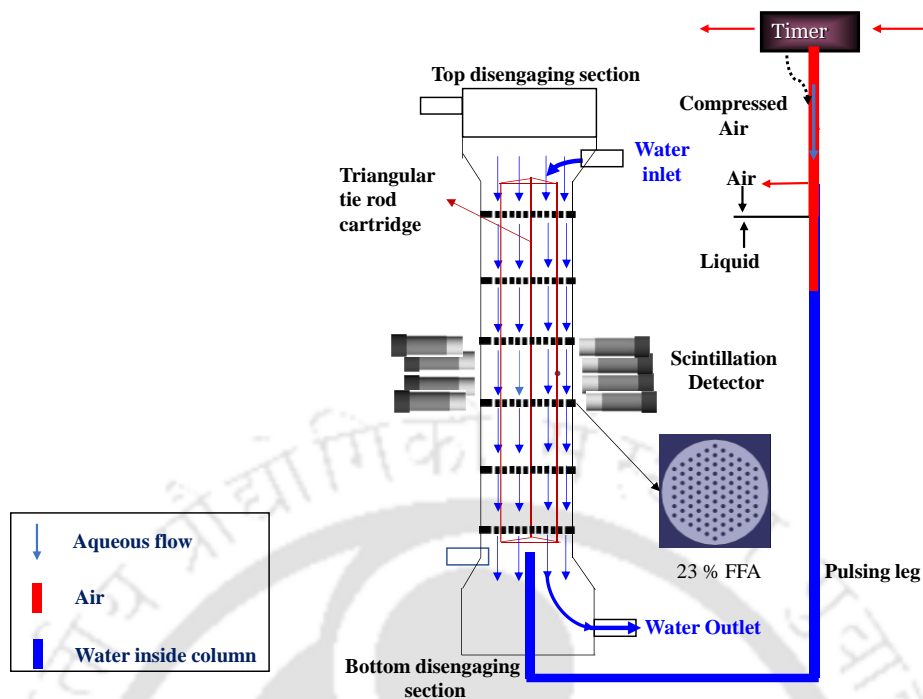 Timer
Top disengaging section
Compressed
Air
Water
inlet
Triangular
tie rod
cartridge
Air
Liquid
Scintillation
Detector
Aqueous flow
Air
Water inside column
23 % FFA
Pulsing leg
Water Outlet
Bottom disengaging
section